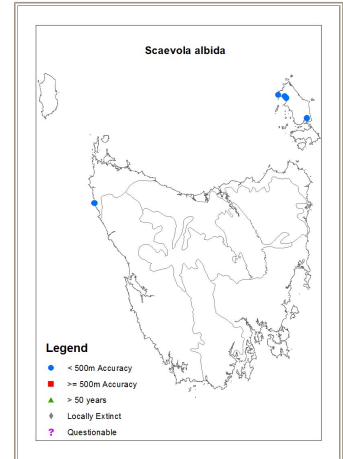 Scaevola albida
Legend
< 500m Accuracy
>= 500m Accuracy
> 50 years
Locally Extinct
? Questionable